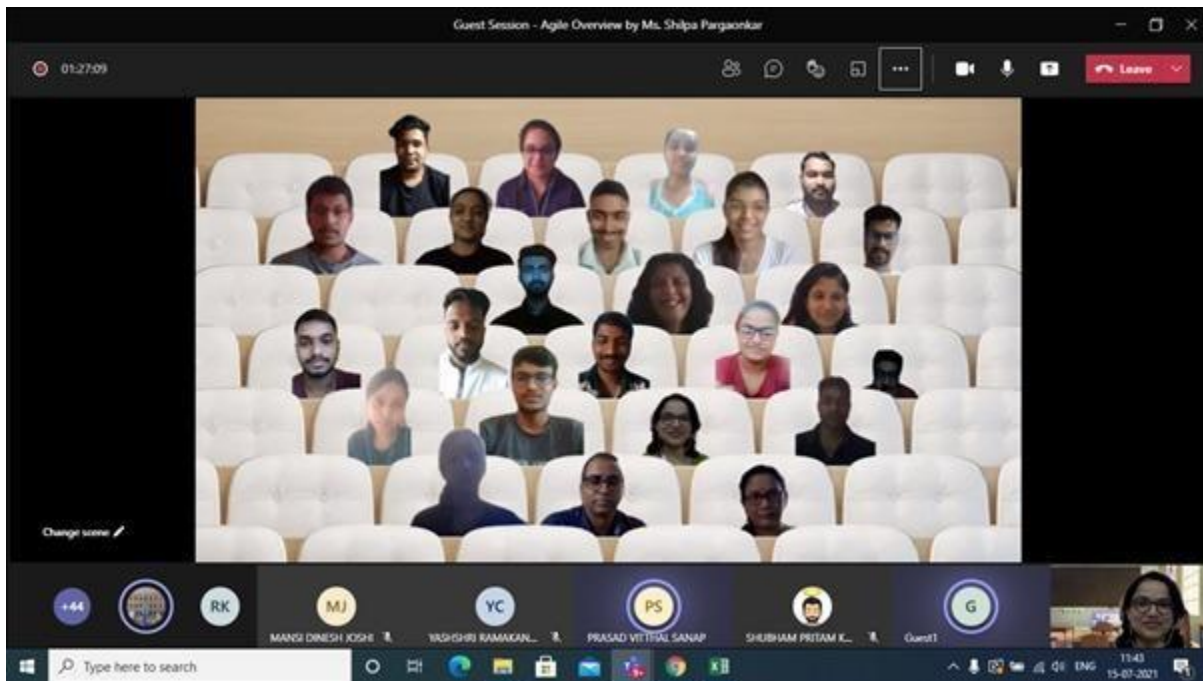 Guest Session - Agile Overview by Ms. Shilpa Pargaonkar
01:27:09
Leave
Change scene
+44
RK
MJ
YC
PS
G
MANSI DINESH JOSHI
YASHSHRI RAMAKAN...
PRASAD VITTHAL SANAP
SHUBHAM PRITAM K...
Guest1
Type here to search
ENG
11:43
15-07-2021